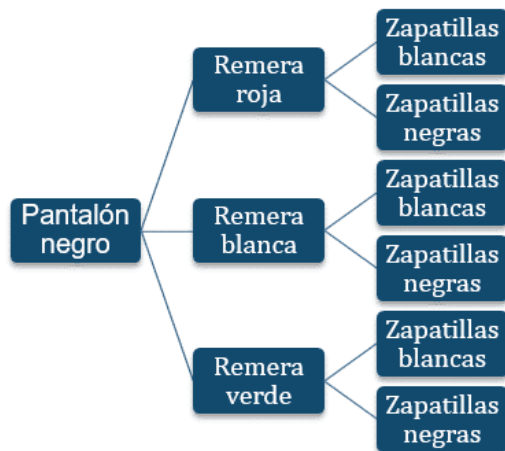 Pantalón
negro
Remera
roja
Zapatillas
blancas
Zapatillas
negras
Remera
blanca
Zapatillas
blancas
Zapatillas
negras
Remera
verde
Zapatillas
blancas
Zapatillas
negras